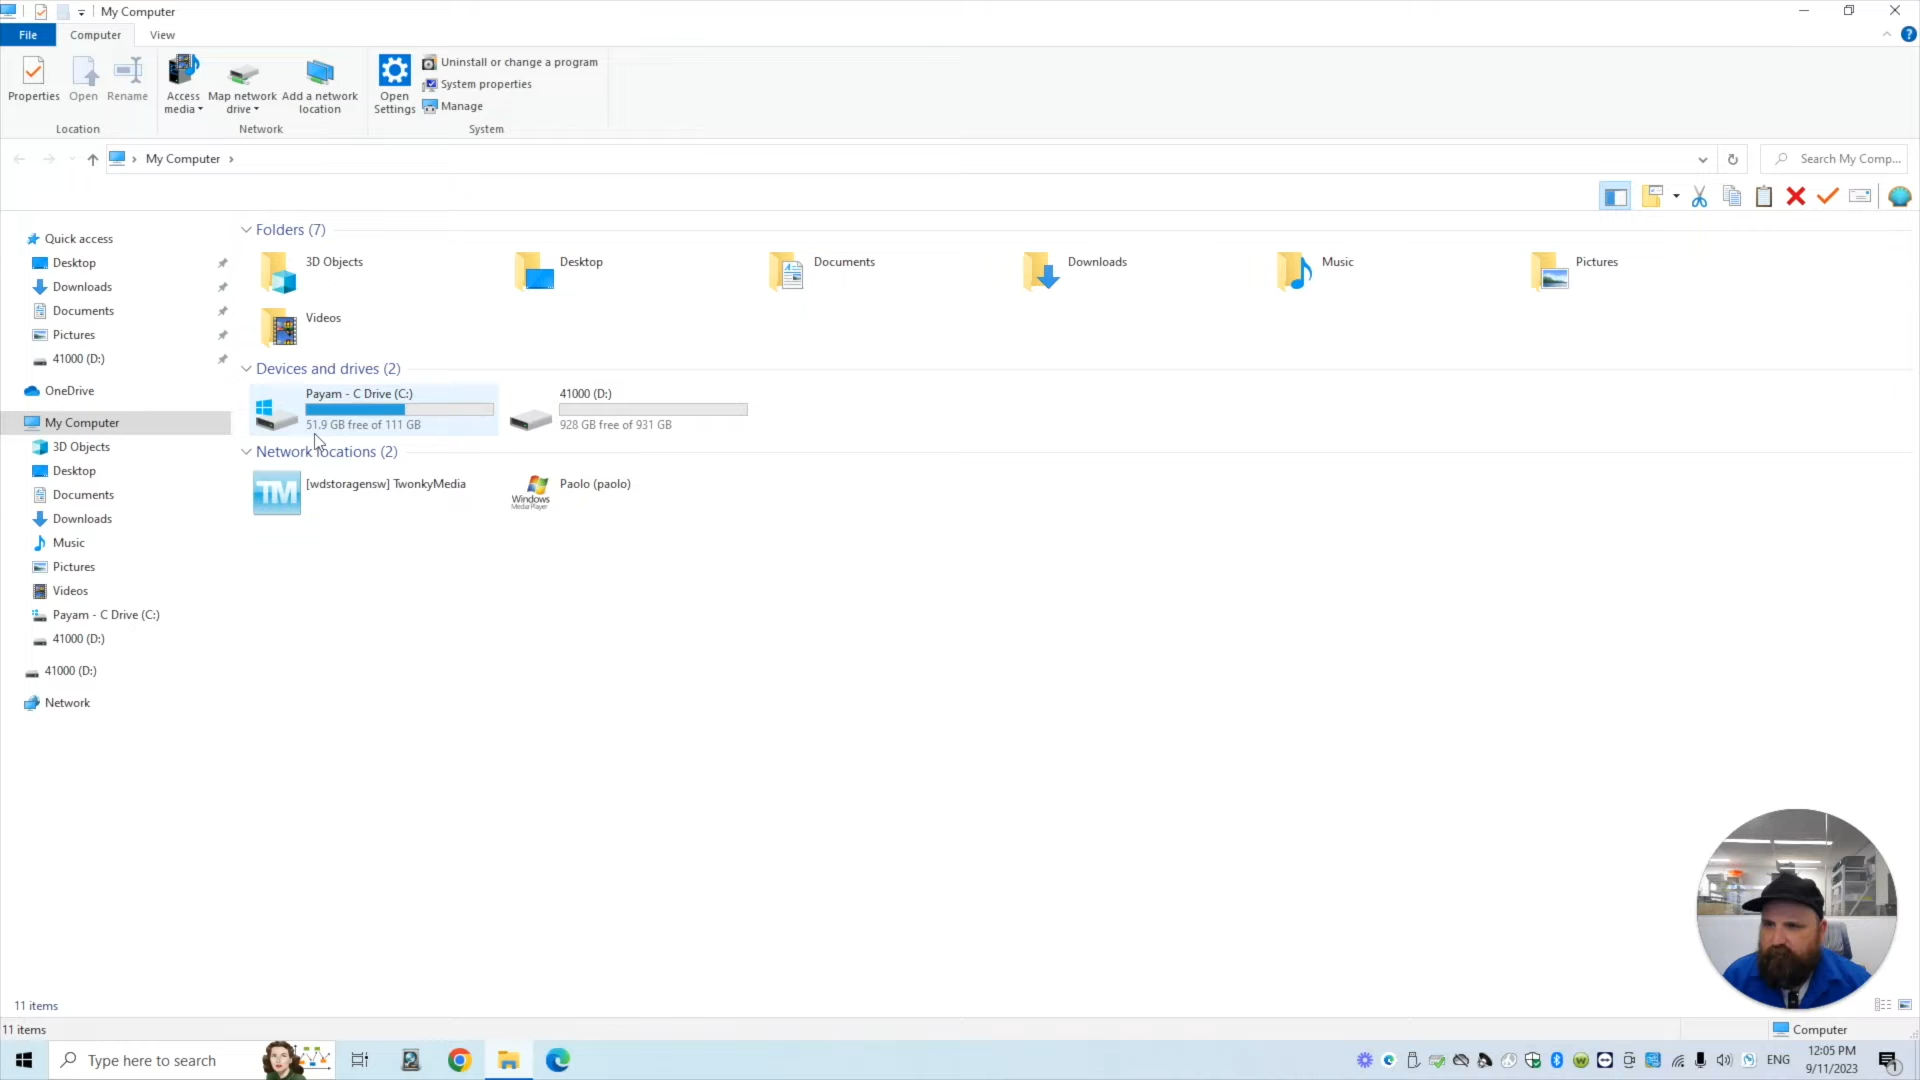 My Computer
File Computer View
Properties Open Rename Access media Map network drive Add a network location Open Settings Uninstall or change a program
System properties
Manage
Location Network System
My Computer Search My Comp...
Quick access
Desktop
Downloads
Documents
Pictures
41000 (D:)
OneDrive
My Computer
3D Objects
Desktop
Documents
Downloads
Music
Pictures
Videos
Payam - C Drive (C:)
41000 (D:)
41000 (D:)
Network
Folders (7)
3D Objects Desktop Documents Downloads Music Pictures
Videos
Devices and drives (2)
Payam - C Drive (C:) 41000 (D:)
51.9 GB free of 111 GB 928 GB free of 931 GB
Network locations (2)
TM [wdstoragensw] TwonkyMedia Windows Media Player Paolo (paolo)
11 items
11 items Computer
Type here to search ENG 12:05 PM
9/11/2023